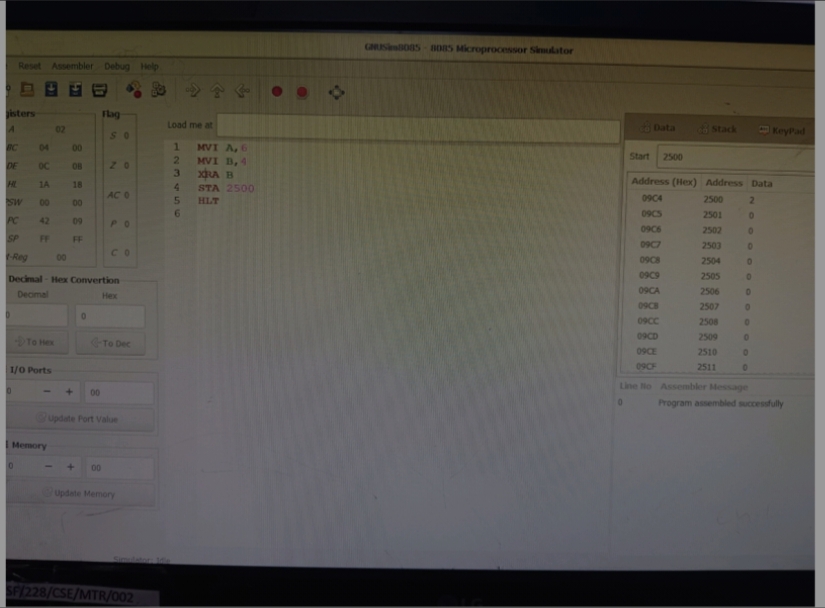 GNUSim8085 - 8085 Microprocessor Simulator
Reset Assembler Debug Help
gisters
Flag
A 02
BC 04 00
DE 0C 08
HL 1A 18
PSW 00 00
PC 42 09
SP FF FF
t-Reg 00
S 0
Z 0
AC 0
P 0
C 0
Decimal - Hex Convertion
Decimal Hex
0 0
To Hex To Dec
I/O Ports
0 - + 00
Update Port Value
Memory
0 - + 00
Update Memory
Load me at
1 MVI A,6
2 MVI B,4
3 XRA B
4 STA 2500
5 HLT
6
Data Stack KeyPad
Start 2500
Address (Hex) Address Data
09C4 2500 2
09C5 2501 0
09C6 2502 0
09C7 2503 0
09C8 2504 0
09C9 2505 0
09CA 2506 0
09CB 2507 0
09CC 2508 0
09CD 2509 0
09CE 2510 0
09CF 2511 0
Line No Assembler Message
0 Program assembled successfully
Simulator: Idle
SF/228/CSE/MTR/002